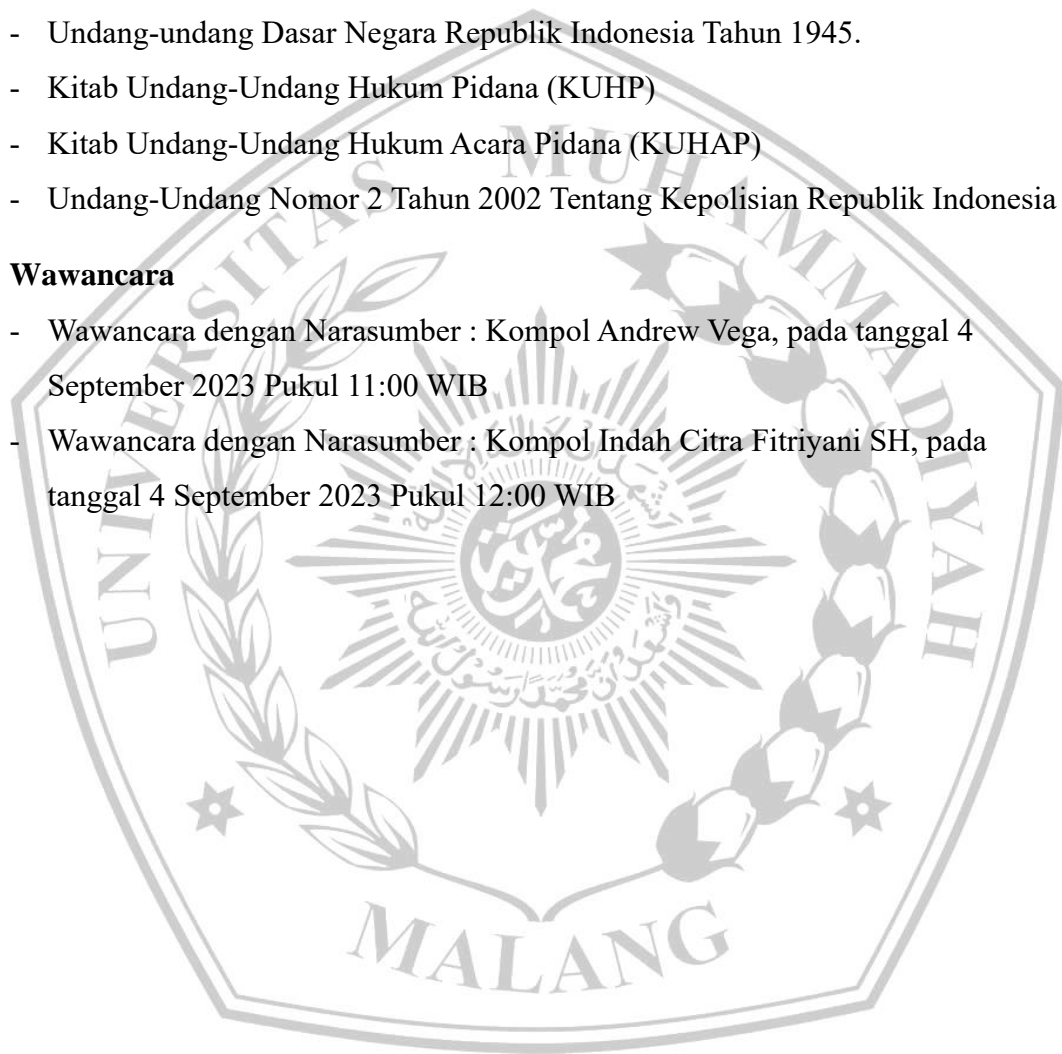 - Undang-undang Dasar Negara Republik Indonesia Tahun 1945.
- Kitab Undang-Undang Hukum Pidana (KUHP)
- Kitab Undang-Undang Hukum Acara Pidana (KUHAP)
- Undang-Undang Nomor 2 Tahun 2002 Tentang Kepolisian Republik Indonesia
Wawancara
- Wawancara dengan Narasumber : Kompol Andrew Vega, pada tanggal 4
September 2023 Pukul 11:00 WIB
- Wawancara dengan Narasumber : Kompol Indah Citra Fitriyani SH, pada
tanggal 4 September 2023 Pukul 12:00 WIB
UNIVERSITAS MUHAMMADIYAH
MALANG